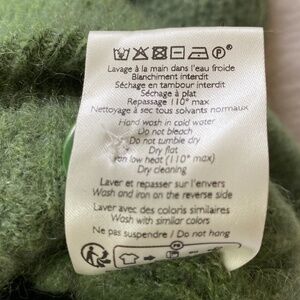 Lavage à la main dans l'eau froide
Blanchiment interdit
Séchage en tambour interdit
Séchage à plat
Repassage 110° max
Nettoyage à sec tous solvants normaux
Hand wash in cold water
Do not bleach
Do not tumble dry
Dry flat
Iron low heat (110° max)
Dry cleaning
Laver et repasser sur l'envers
Wash and iron on the reverse side
Laver avec des coloris similaires
Wash with similar colors
Ne pas suspendre / Do not hang
FR